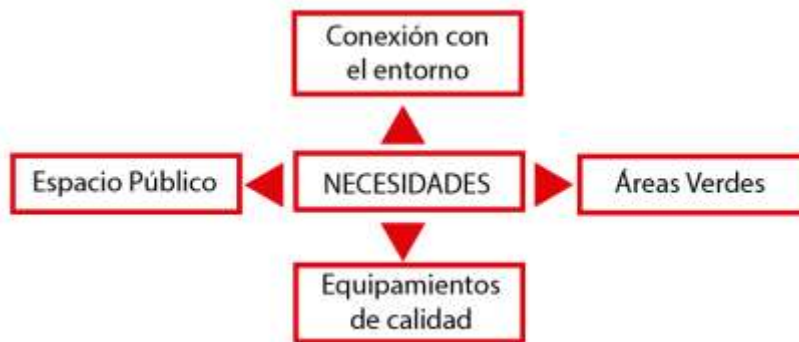 Conexión con
el entorno
Espacio Público
NECESIDADES
Áreas Verdes
Equipamientos
de calidad